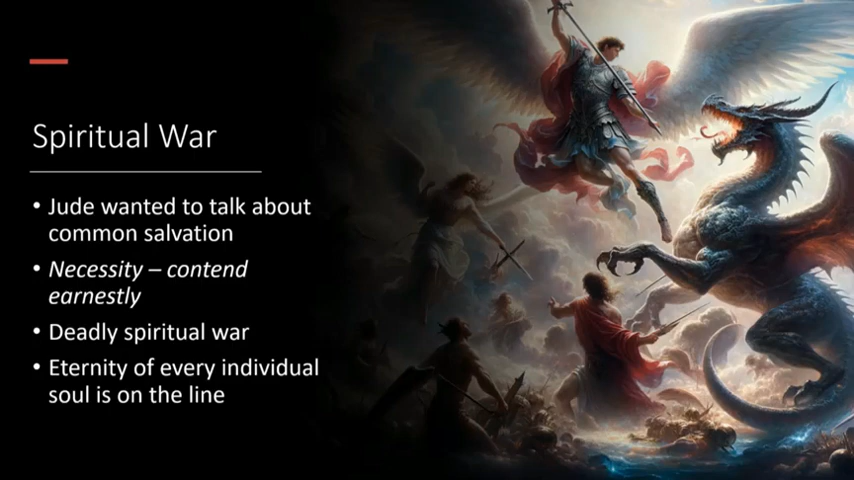 Spiritual War
• Jude wanted to talk about
common salvation
• Necessity – contend
earnestly
• Deadly spiritual war
• Eternity of every individual
soul is on the line